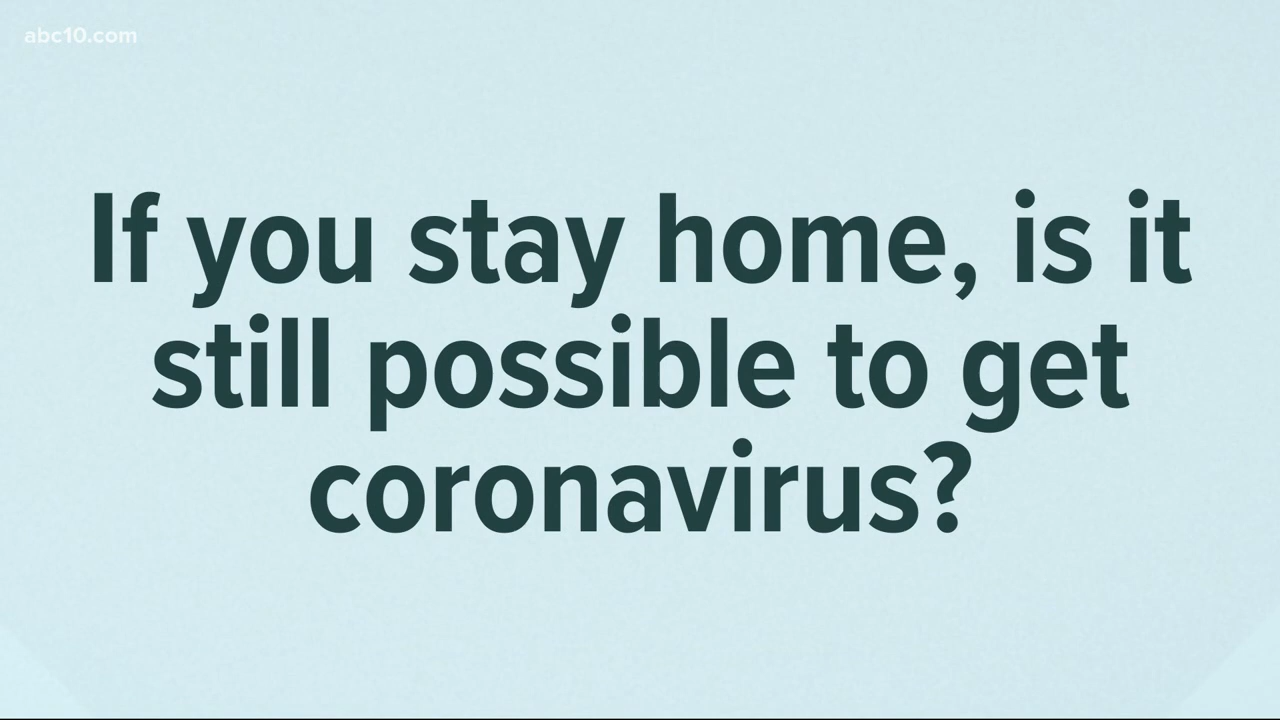 abc10.com
If you stay home, is it
still possible to get
coronavirus?